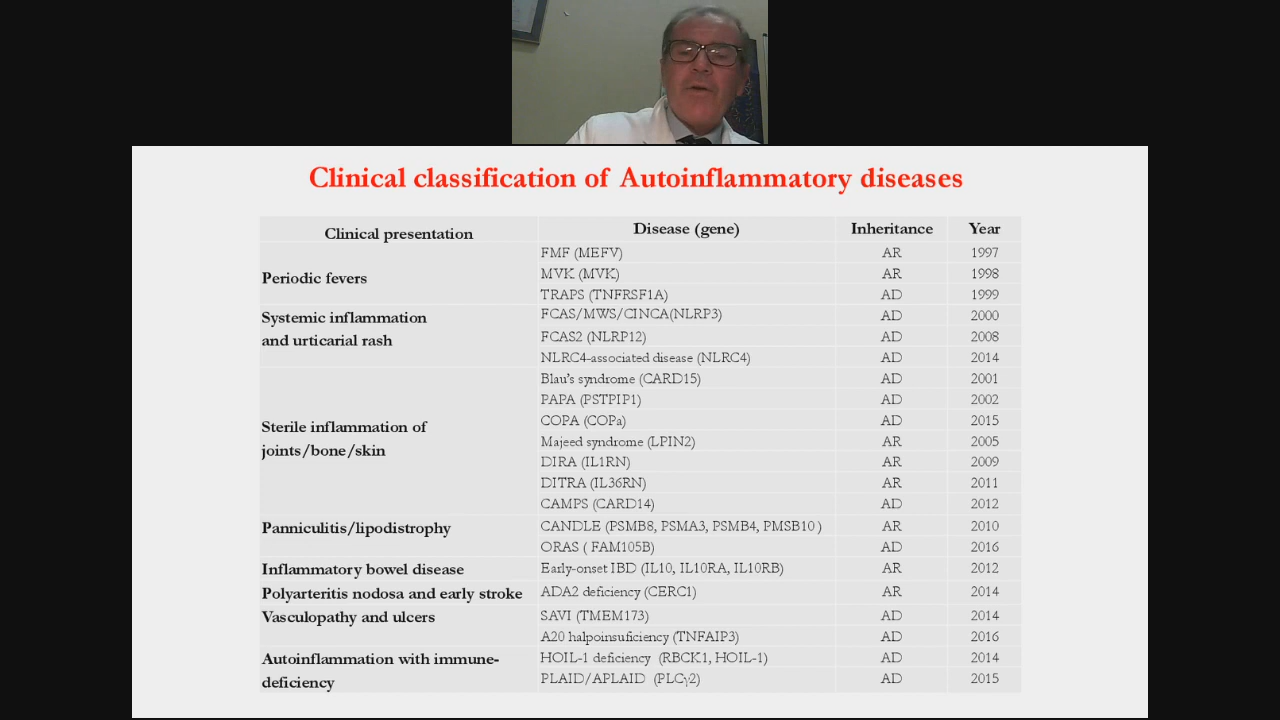 Clinical classification of Autoinflammatory diseases
Clinical presentation Disease (gene) Inheritance Year
Periodic fevers
FMF (MEFV) AR 1997
MVK (MVK) AR 1998
TRAPS (TNFRSF1A) AD 1999
Systemic inflammation
and urticarial rash
FCAS/MWS/CINCA(NLRP3) AD 2000
FCAS2 (NLRP12) AD 2008
NLRC4-associated disease (NLRC4) AD 2014
Sterile inflammation of
joints/bone/skin
Blau's syndrome (CARD15) AD 2001
PAPA (PSTPIP1) AD 2002
COPA (COPa) AD 2015
Majeed syndrome (LPIN2) AR 2005
DIRA (IL1RN) AR 2009
DITRA (IL36RN) AR 2011
CAMPS (CARD14) AD 2012
Panniculitis/lipodistrophy
CANDLE (PSMB8, PSMA3, PSMB4, PMSB10 ) AR 2010
ORAS ( FAM105B) AD 2016
Inflammatory bowel disease Early-onset IBD (IL10, IL10RA, IL10RB) AR 2012
Polyarteritis nodosa and early stroke ADA2 deficiency (CERC1) AR 2014
Vasculopathy and ulcers SAVI (TMEM173) AD 2014
A20 halpoinsuficiency (TNFAIP3) AD 2016
Autoinflammation with immune-
deficiency
HOIL-1 deficiency (RBCK1, HOIL-1) AD 2014
PLAID/APLAID (PLCγ2) AD 2015